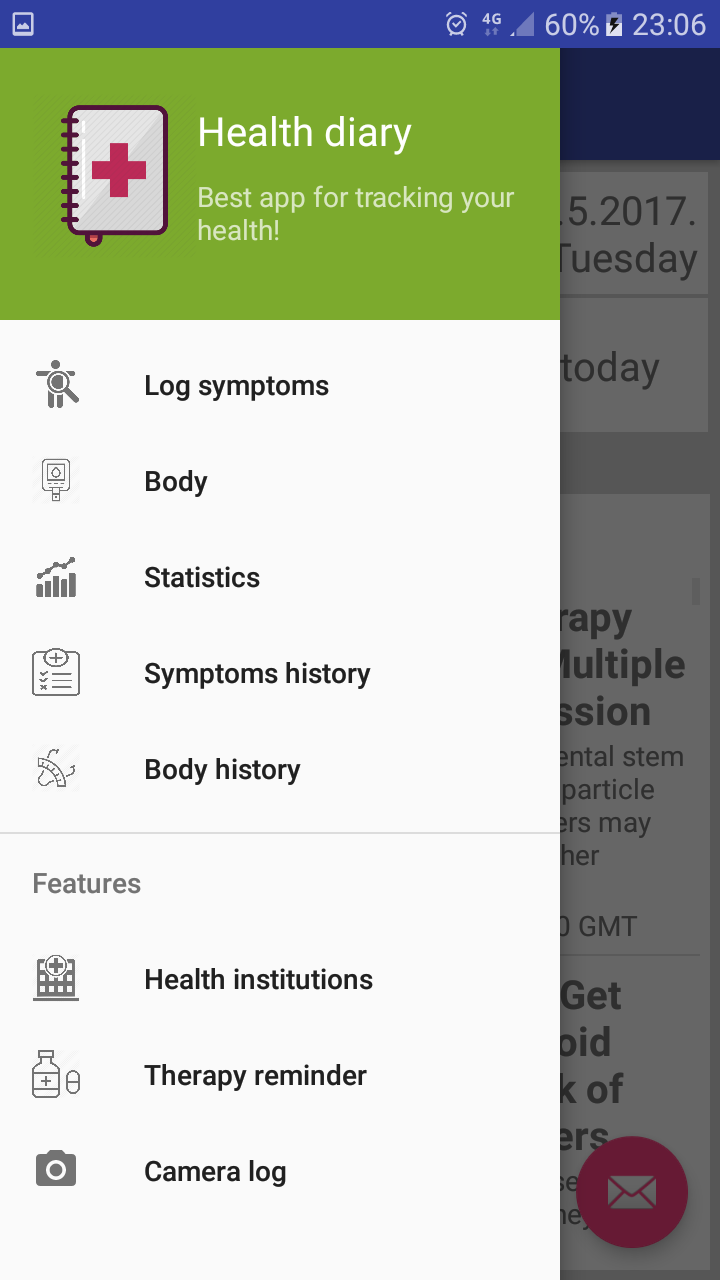 4G 60% 23:06
Health diary
Best app for tracking your
health!
.5.2017.
Tuesday
today
Log symptoms
Body
Statistics
Symptoms history
Body history
Features
Health institutions
Therapy reminder
Camera log
rapy
Multiple
ssion
ental stem
particle
ers may
her
0 GMT
Get
oid
k of
ers